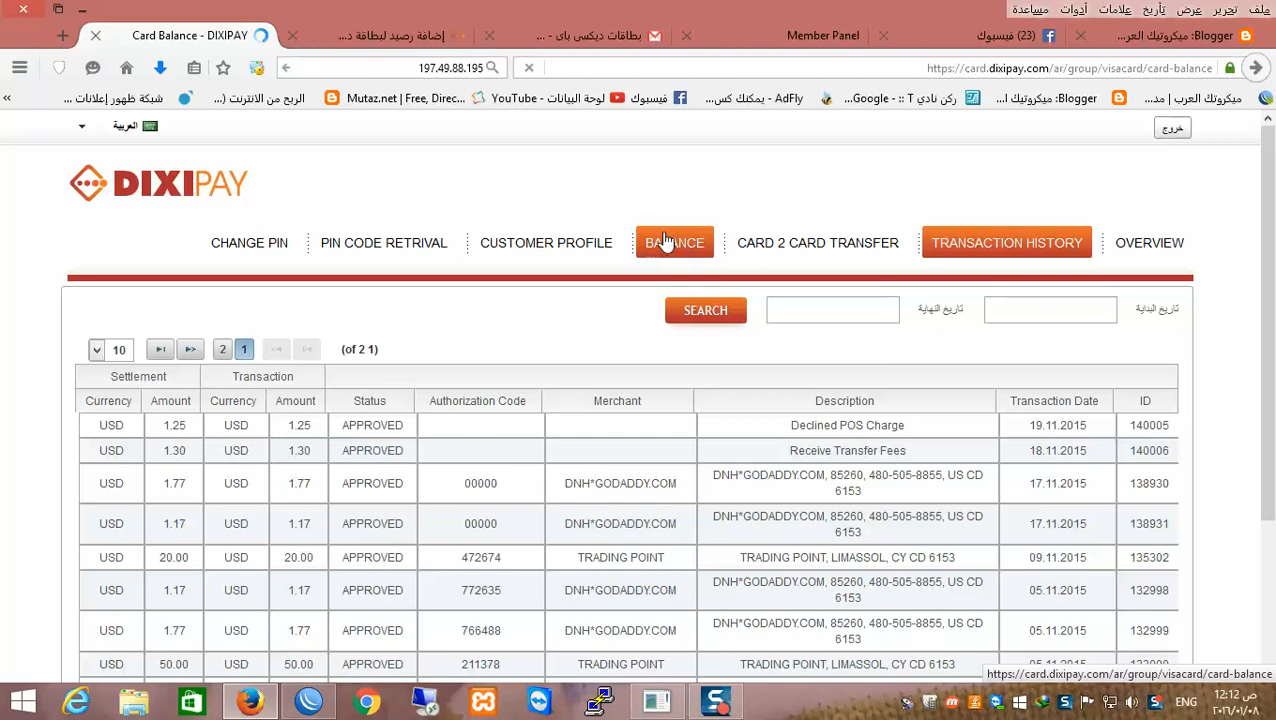 ملف تحرير عرض تأريخ علامات أدوات مساعدة
Blogger: ميكروتيك العر...
(23) فيسبوك
Member Panel
بطاقات ديكسى باى - ...
إضافة رصيد لبطاقة د...
Card Balance - DIXIPAY
https://card.dixipay.com/ar/group/visacard/card-balance
197.49.88.195
ميكروتك العرب | مد...
Blogger: ميكروتيك ا...
ركن نادي Google - :: T...
AdFly - يمكنك كس...
فيسبوك
لوحة البيانات - YouTube
Mutaz.net | Free, Direc...
الربح من الانترنت (...
شبكة ظهور إعلانات ...
العربية
خروج
DIXIPAY
CHANGE PIN PIN CODE RETRIVAL CUSTOMER PROFILE BALANCE CARD 2 CARD TRANSFER TRANSACTION HISTORY OVERVIEW
تاريخ البداية تاريخ النهاية SEARCH
10 2 1 (of 2 1)
Settlement Transaction
Currency Amount Currency Amount Status Authorization Code Merchant Description Transaction Date ID
USD 1.25 USD 1.25 APPROVED Declined POS Charge 19.11.2015 140005
USD 1.30 USD 1.30 APPROVED Receive Transfer Fees 18.11.2015 140006
USD 1.77 USD 1.77 APPROVED 00000 DNH*GODADDY.COM DNH*GODADDY.COM, 85260, 480-505-8855, US CD 6153 17.11.2015 138930
USD 1.17 USD 1.17 APPROVED 00000 DNH*GODADDY.COM DNH*GODADDY.COM, 85260, 480-505-8855, US CD 6153 17.11.2015 138931
USD 20.00 USD 20.00 APPROVED 472674 TRADING POINT TRADING POINT, LIMASSOL, CY CD 6153 09.11.2015 135302
USD 1.17 USD 1.17 APPROVED 772635 DNH*GODADDY.COM DNH*GODADDY.COM, 85260, 480-505-8855, US CD 6153 05.11.2015 132998
USD 1.77 USD 1.77 APPROVED 766488 DNH*GODADDY.COM DNH*GODADDY.COM, 85260, 480-505-8855, US CD 6153 05.11.2015 132999
USD 50.00 USD 50.00 APPROVED 211378 TRADING POINT TRADING POINT, LIMASSOL, CY CD 6153
https://card.dixipay.com/ar/group/visacard/card-balance
ENG
12:12 ص
٢٠١٦/٠١/٠٨